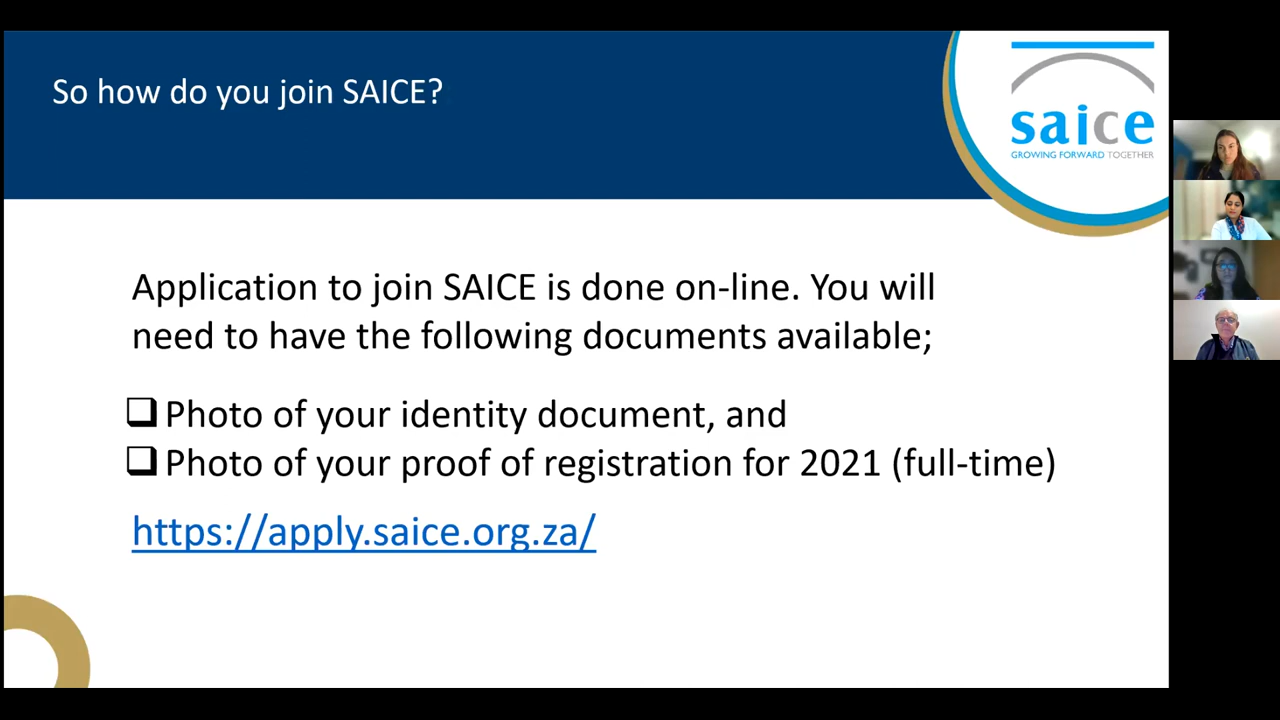 So how do you join SAICE?
saice
GROWING FORWARD TOGETHER
Application to join SAICE is done on-line. You will
need to have the following documents available;
❑ Photo of your identity document, and
❑ Photo of your proof of registration for 2021 (full-time)
https://apply.saice.org.za/